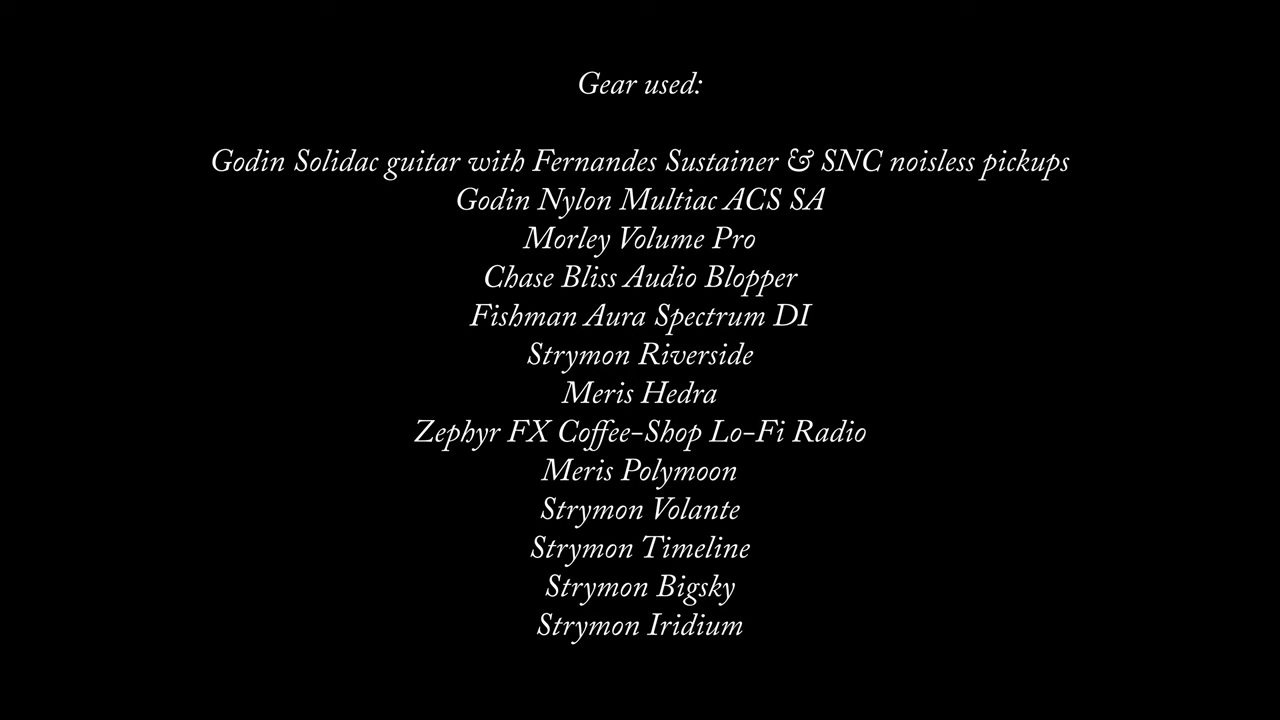 Gear used:
Godin Solidac guitar with Fernandes Sustainer & SNC noisless pickups
Godin Nylon Multiac ACS SA
Morley Volume Pro
Chase Bliss Audio Blopper
Fishman Aura Spectrum DI
Strymon Riverside
Meris Hedra
Zephyr FX Coffee-Shop Lo-Fi Radio
Meris Polymoon
Strymon Volante
Strymon Timeline
Strymon Bigsky
Strymon Iridium